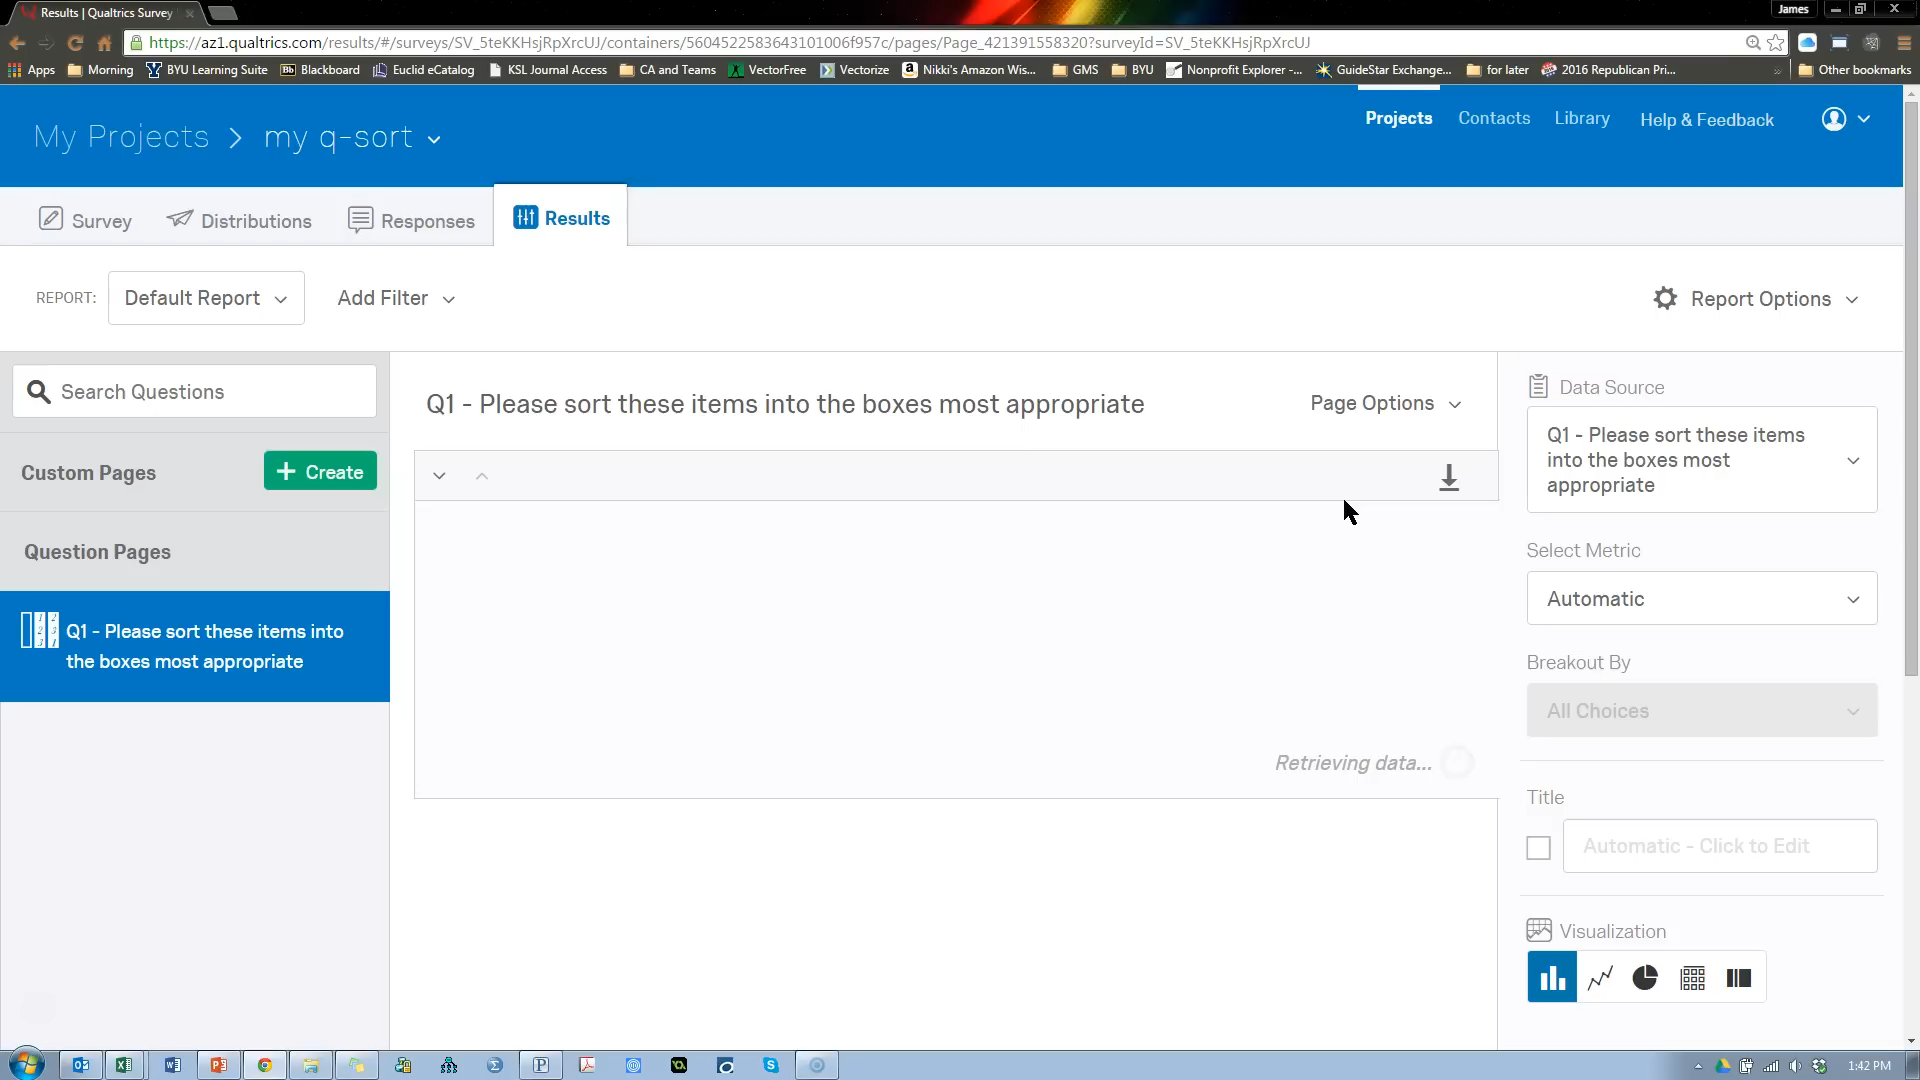 Results | Qualtrics Survey
James
https://az1.qualtrics.com/results/#/surveys/SV_5teKKHsjRpXrcUJ/containers/5604522583643101006f957c/pages/Page_421391558320?surveyId=SV_5teKKHsjRpXrcUJ
Apps Morning BYU Learning Suite Bb Blackboard Euclid eCatalog KSL Journal Access CA and Teams VectorFree Vectorize Nikki's Amazon Wis... GMS BYU Nonprofit Explorer -... GuideStar Exchange... for later 2016 Republican Pri... » Other bookmarks
My Projects > my q-sort
Projects Contacts Library Help & Feedback
Survey Distributions Responses Results
REPORT: Default Report Add Filter Report Options
Search Questions
Custom Pages + Create
Question Pages
Q1 - Please sort these items into
the boxes most appropriate
Q1 - Please sort these items into the boxes most appropriate
Page Options
Retrieving data...
Data Source
Q1 - Please sort these items
into the boxes most
appropriate
Select Metric
Automatic
Breakout By
All Choices
Title
Automatic - Click to Edit
Visualization
1:42 PM